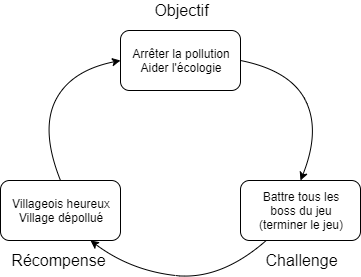 Objectif
Arrêter la pollution
Aider l'écologie
Villageois heureux
Village dépollué
Récompense
Battre tous les
boss du jeu
(terminer le jeu)
Challenge